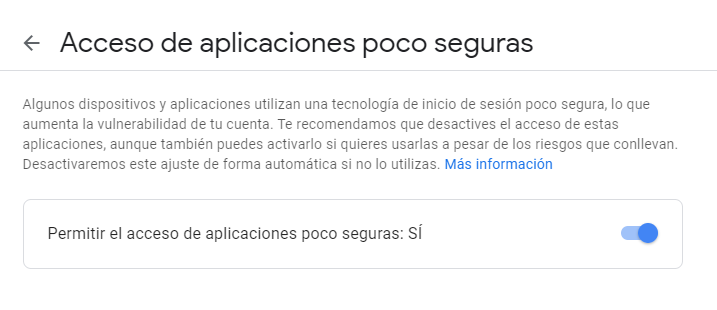 Acceso de aplicaciones poco seguras
Algunos dispositivos y aplicaciones utilizan una tecnología de inicio de sesión poco segura, lo que
aumenta la vulnerabilidad de tu cuenta. Te recomendamos que desactives el acceso de estas
aplicaciones, aunque también puedes activarlo si quieres usarlas a pesar de los riesgos que conllevan.
Desactivaremos este ajuste de forma automática si no lo utilizas. Más información
Permitir el acceso de aplicaciones poco seguras: SÍ